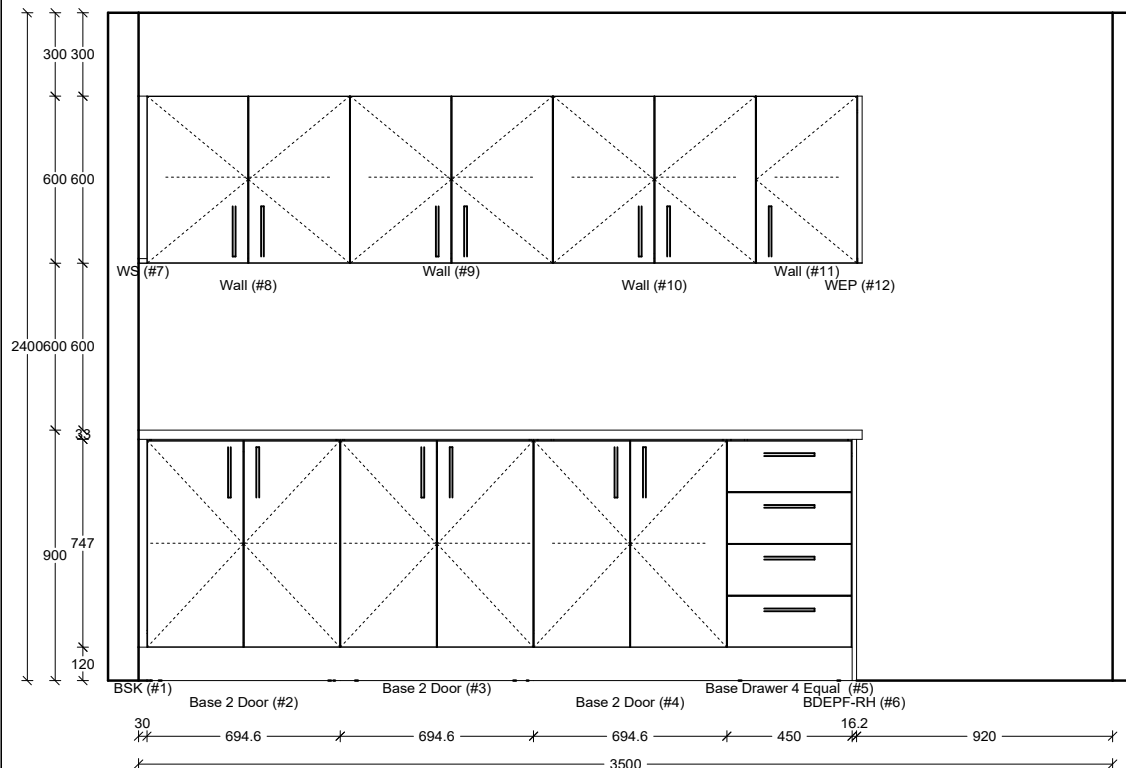 300 300
600 600
WS (#7)
Wall (#8)
Wall (#9)
Wall (#10)
Wall (#11)
WEP (#12)
2400 600 600
33
900 747
120
BSK (#1)
Base 2 Door (#2)
Base 2 Door (#3)
Base 2 Door (#4)
Base Drawer 4 Equal (#5)
BDEPF-RH (#6)
30 16.2
694.6 694.6 694.6 450 920
3500